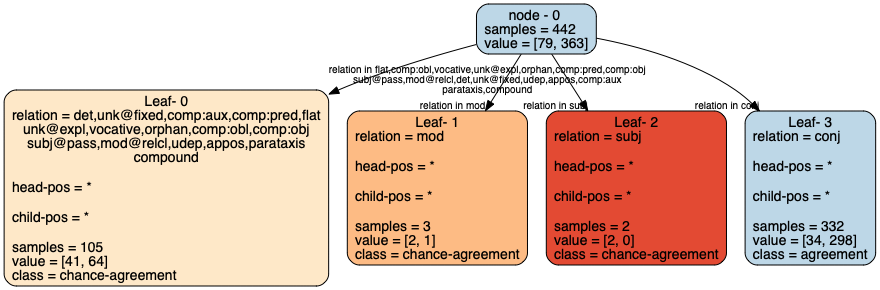 node - 0
samples = 442
value = [79, 363]
relation in flat,comp:obl,vocative,unk@expl,orphan,comp:pred,comp:obj
subj@pass,mod@relcl,det,unk@fixed,udep,appos,comp:aux
parataxis,compound
relation in mod
relation in subj
relation in conj
Leaf- 0
relation = det,unk@fixed,comp:aux,comp:pred,flat
unk@expl,vocative,orphan,comp:obl,comp:obj
subj@pass,mod@relcl,udep,appos,parataxis
compound
head-pos = *
child-pos = *
samples = 105
value = [41, 64]
class = chance-agreement
Leaf- 1
relation = mod
head-pos = *
child-pos = *
samples = 3
value = [2, 1]
class = chance-agreement
Leaf- 2
relation = subj
head-pos = *
child-pos = *
samples = 2
value = [2, 0]
class = chance-agreement
Leaf- 3
relation = conj
head-pos = *
child-pos = *
samples = 332
value = [34, 298]
class = agreement